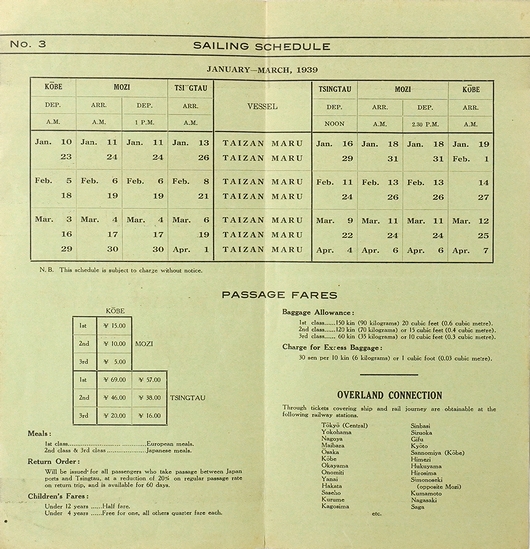 No. 3
SAILING SCHEDULE
JANUARY—MARCH, 1939
KŌBE MOZI TSI GTAU VESSEL TSINGTAU MOZI KŌBE
DEP. ARR. DEP. ARR. DEP. ARR. DEP. ARR.
A.M. A.M. 1 P.M. A.M. NOON A.M. 2.30 P.M. A.M.
Jan. 10 Jan. 11 Jan. 11 Jan. 13 TAIZAN MARU Jan. 16 Jan. 18 Jan. 18 Jan. 19
23 24 24 26 TAIZAN MARU 29 31 31 Feb. 1
Feb. 5 Feb. 6 Feb. 6 Feb. 8 TAIZAN MARU Feb. 11 Feb. 13 Feb. 13 14
18 19 19 21 TAIZAN MARU 24 26 26 27
Mar. 3 Mar. 4 Mar. 4 Mar. 6 TAIZAN MARU Mar. 9 Mar. 11 Mar. 11 Mar. 12
16 17 17 19 TAIZAN MARU 22 24 24 25
29 30 30 Apr. 1 TAIZAN MARU Apr. 4 Apr. 6 Apr. 6 Apr. 7
N.B. This schedule is subject to charge without notice.
PASSAGE FARES
KŌBE
1st ¥ 15.00
2nd ¥ 10.00 MOZI
3rd ¥ 5.00
1st ¥ 69.00 ¥ 57.00
2nd ¥ 46.00 ¥ 38.00 TSINGTAU
3rd ¥ 20.00 ¥ 16.00
Meals:
1st class..............................European meals.
2nd class & 3rd class................Japanese meals.
Return Order:
Will be issued for all passengers who take passage between Japan
ports and Tsingtau, at a reduction of 20% on regular passage rate
on return trip, and is available for 60 days.
Children's Fares:
Under 12 years ......Half fare.
Under 4 years ......Free for one, all others quarter fare each.
Baggage Allowance:
1st class......150 kin (90 kilograms) 20 cubic feet (0.6 cubic metre).
2nd class......120 kin (70 kilograms) or 15 cubic feet (0.4 cubic metre).
3rd class......60 kin (35 kilograms) or 10 cubic feet (0.3 cubic metre).
Charge for Excess Baggage:
30 sen per 10 kin (6 kilograms) or 1 cubic foot (0.03 cubic metre).
OVERLAND CONNECTION
Through tickets covering ship and rail journey are obtainable at the
following railway stations.
Tōkyō (Central)
Yokohama
Nagoya
Maibara
Ōsaka
Kōbe
Okayama
Onomiti
Yanai
Hakata
Saseho
Kurume
Kagosima
Sinbasi
Sizuoka
Gifu
Kyōto
Sannomiya (Kōbe)
Himezi
Hukuyama
Hirosima
Simonoseki
(opposite Mozi)
Kumamoto
Nagasaki
Saga
etc.